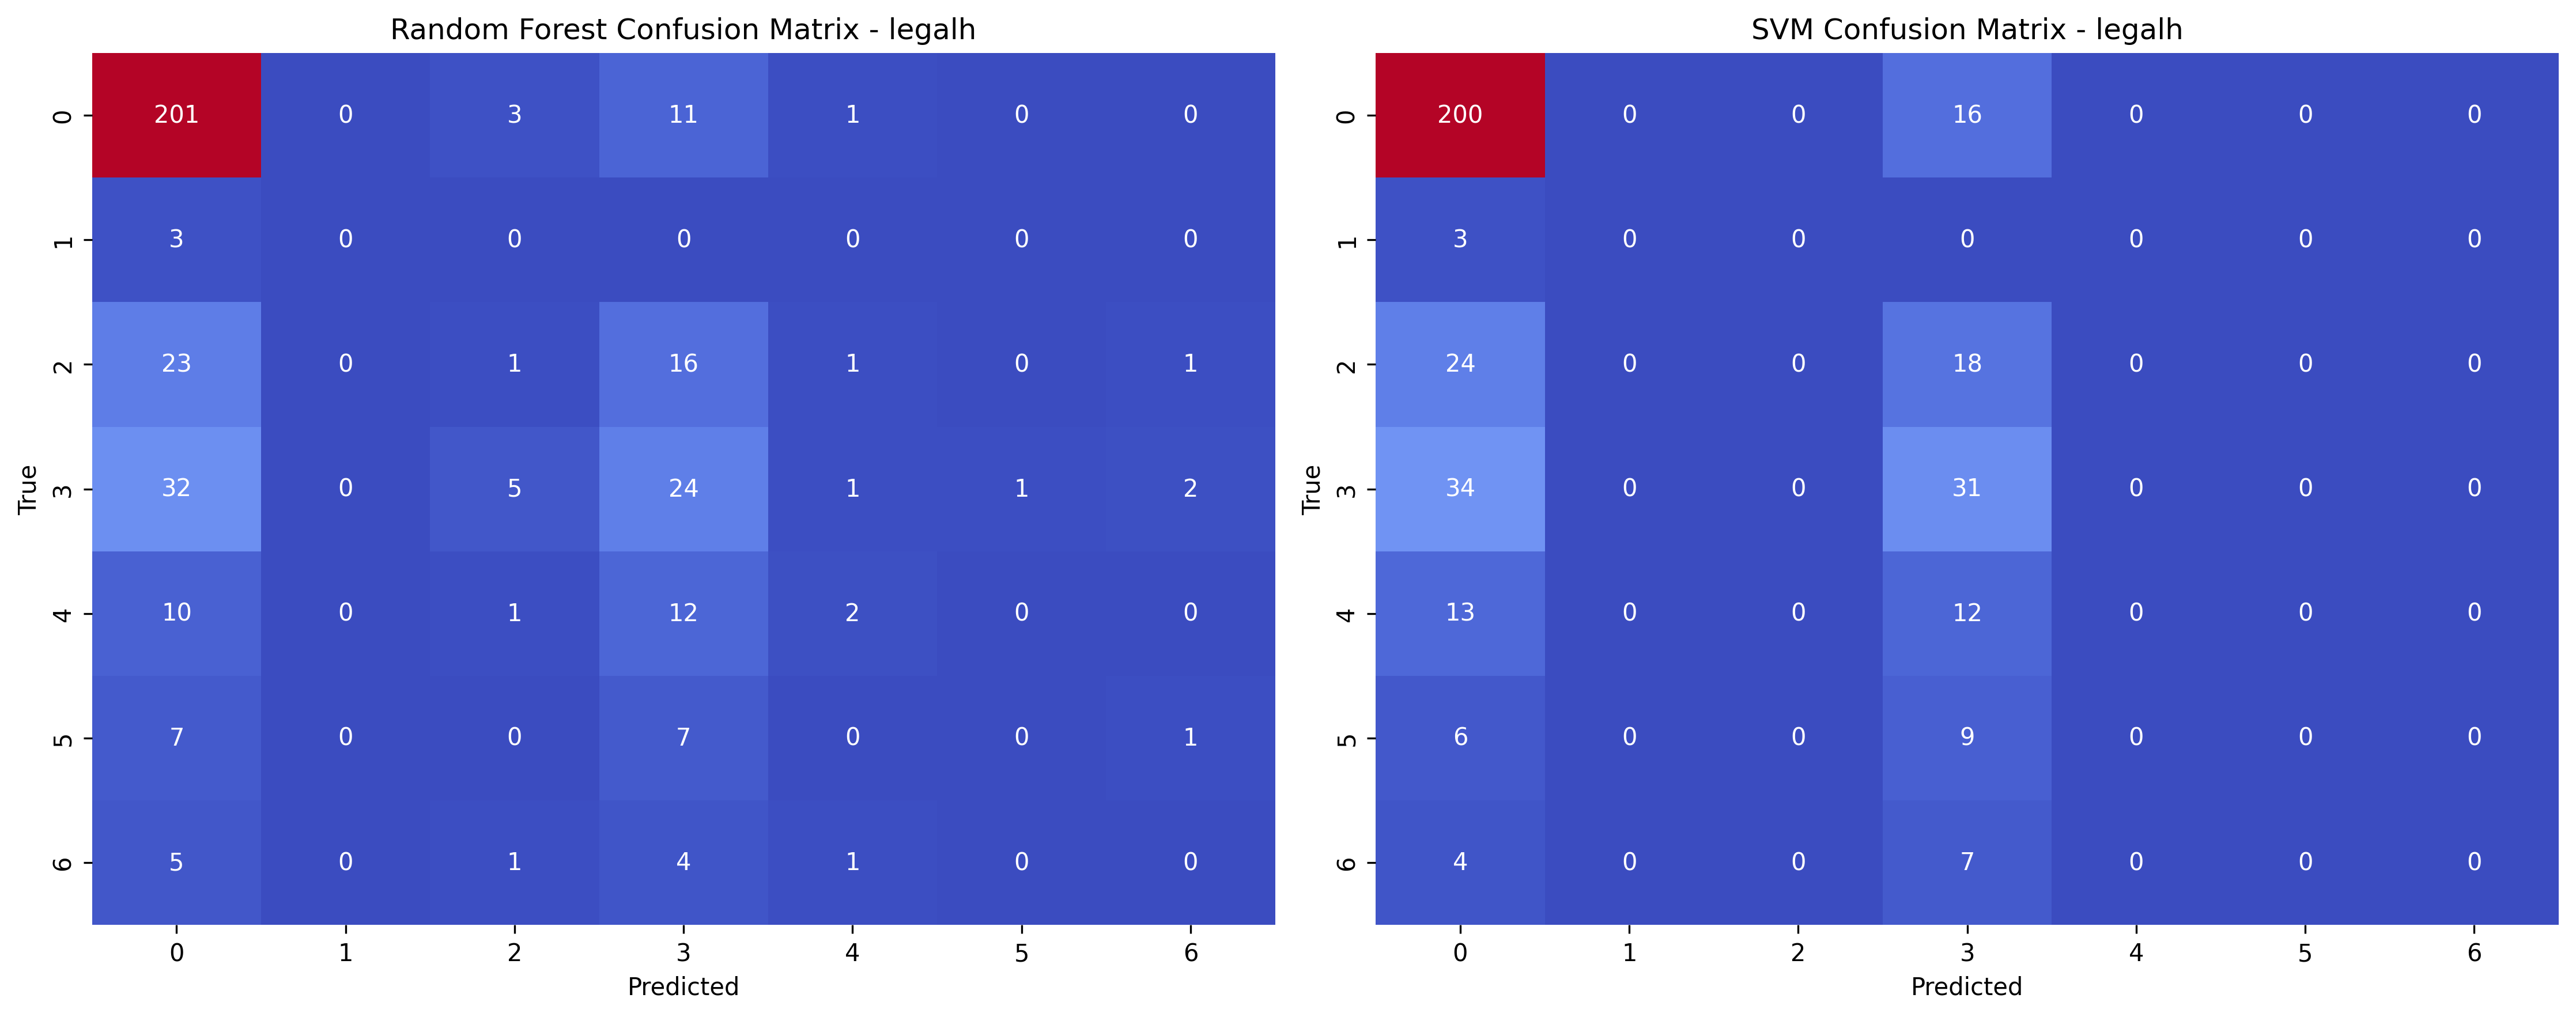 Random Forest Confusion Matrix - legalh
0 201 0 3 11 1 0 0
1 3 0 0 0 0 0 0
2 23 0 1 16 1 0 1
3 32 0 5 24 1 1 2
4 10 0 1 12 2 0 0
5 7 0 0 7 0 0 1
6 5 0 1 4 1 0 0
True
0 1 2 3 4 5 6
Predicted
SVM Confusion Matrix - legalh
0 200 0 0 16 0 0 0
1 3 0 0 0 0 0 0
2 24 0 0 18 0 0 0
3 34 0 0 31 0 0 0
4 13 0 0 12 0 0 0
5 6 0 0 9 0 0 0
6 4 0 0 7 0 0 0
True
0 1 2 3 4 5 6
Predicted